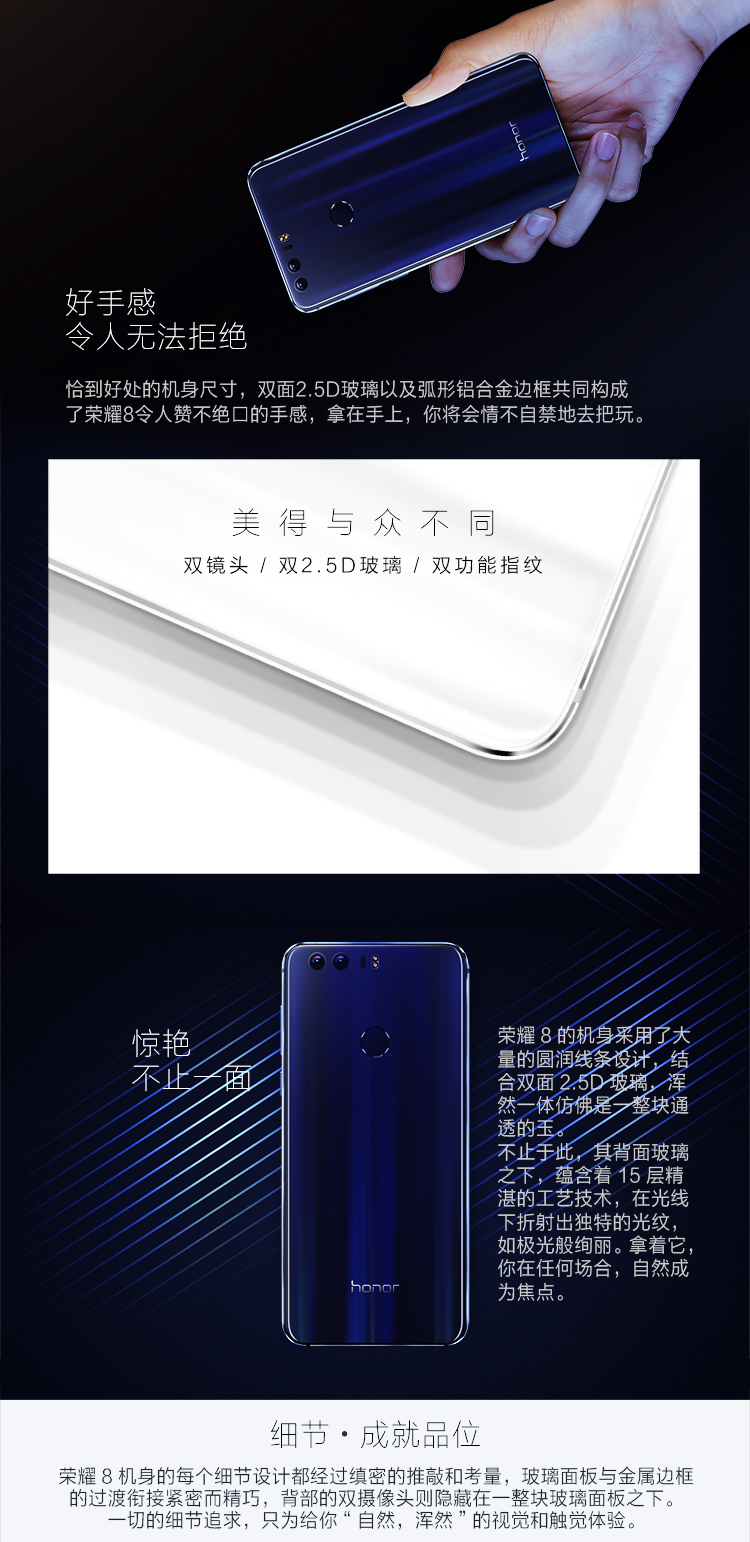 honor
好手感
令人无法拒绝
恰到好处的机身尺寸，双面2.5D玻璃以及弧形铝合金边框共同构成
了荣耀8令人赞不绝口的手感，拿在手上，你将会情不自禁地去把玩。
美得与众不同
双镜头 / 双2.5D玻璃 / 双功能指纹
惊艳
不止一面
荣耀 8 的机身采用了大
量的圆润线条设计，结
合双面 2.5D 玻璃，浑
然一体仿佛是一整块通
透的玉。
不止于此，其背面玻璃
之下，蕴含着 15 层精
湛的工艺技术，在光线
下折射出独特的光纹，
如极光般绚丽。拿着它，
你在任何场合，自然成
为焦点。
honor
细节·成就品位
荣耀 8 机身的每个细节设计都经过缜密的推敲和考量，玻璃面板与金属边框
的过渡衔接紧密而精巧，背部的双摄像头则隐藏在一整块玻璃面板之下。
一切的细节追求，只为给你“自然，浑然”的视觉和触觉体验。